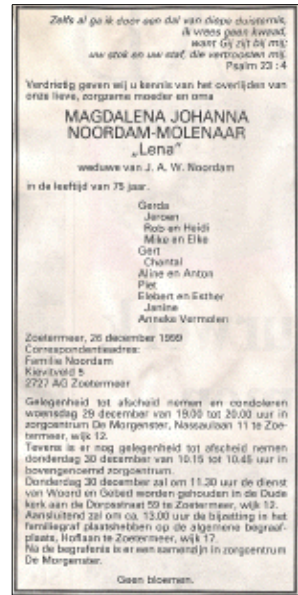 Zelfs al ga ik door een dal van diepe duisternis,
ik vrees geen kwaad,
want Gij zijt bij mij;
uw stok en uw staf, die vertroosten mij.
Psalm 23 : 4
Verdrietig geven wij u kennis van het overlijden van
onze lieve, zorgzame moeder en oma
MAGDALENA JOHANNA
NOORDAM-MOLENAAR
„Lena”
weduwe van J. A. W. Noordam
in de leeftijd van 75 jaar.
Gerda
Jeroen
Rob en Heidi
Mike en Elke
Gert
Chantal
Aline en Anton
Piet
Elsbert en Esther
Janine
Anneke Vermolen
Zoetermeer, 26 december 1999
Correspondentieadres:
Familie Noordam
Kievitveld 5
2727 AG Zoetermeer
Gelegenheid tot afscheid nemen en condoleren
woensdag 29 december van 19.00 tot 20.00 uur in
zorgcentrum De Morgenster, Nassaulaan 11 te Zoe-
termeer, wijk 12.
Tevens is er nog gelegenheid tot afscheid nemen
donderdag 30 december van 10.15 tot 10.45 uur in
bovengenoemd zorgcentrum.
Donderdag 30 december zal om 11.30 uur de dienst
van Woord en Gebed worden gehouden in de Oude
kerk aan de Dorpsstraat 59 te Zoetermeer, wijk 12.
Aansluitend zal om ca. 13.00 uur de bijzetting in het
familiegraf plaatshebben op de algemene begraaf-
plaats, Hoflaan te Zoetermeer, wijk 17.
Na de begrafenis is er een samenzijn in zorgcentrum
De Morgenster.
Geen bloemen.